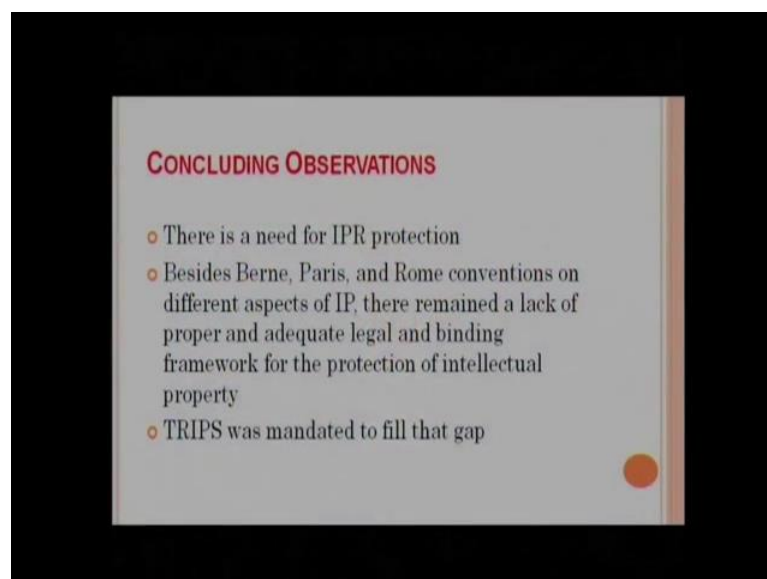 CONCLUDING OBSERVATIONS
There is a need for IPR protection
Besides Berne, Paris, and Rome conventions on
different aspects of IP, there remained a lack of
proper and adequate legal and binding
framework for the protection of intellectual
property
TRIPS was mandated to fill that gap